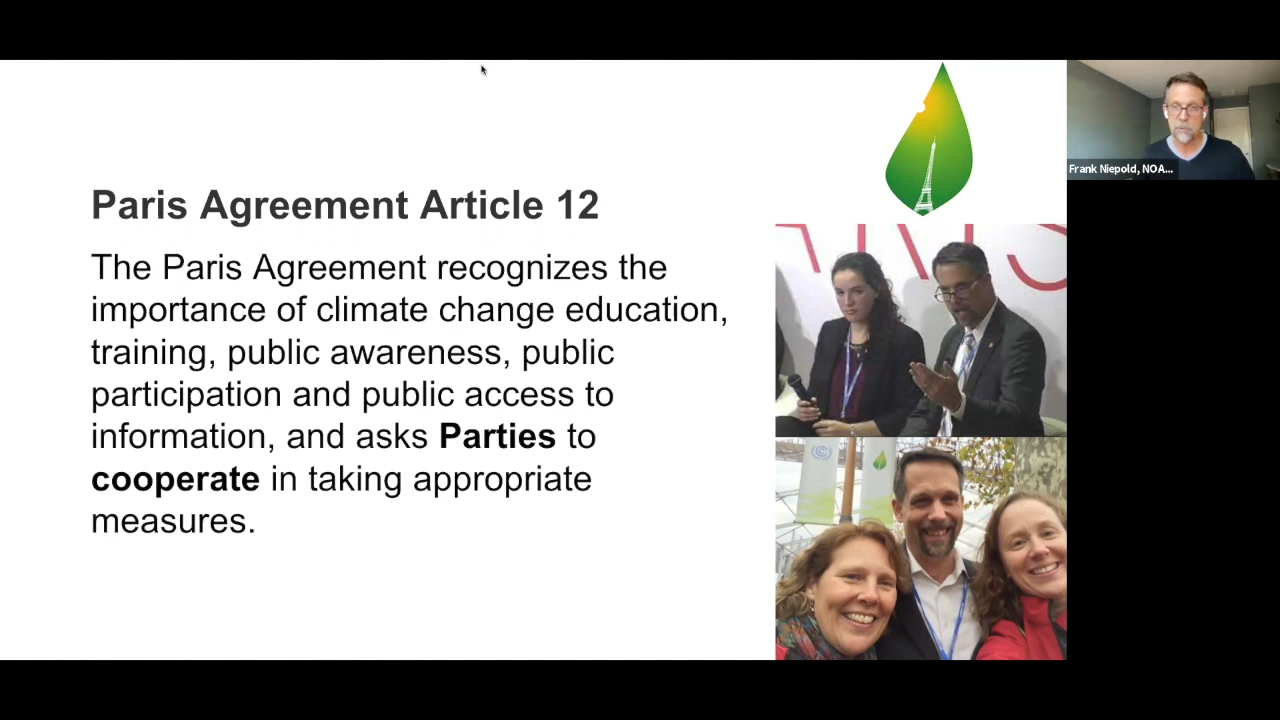 Paris Agreement Article 12
The Paris Agreement recognizes the
importance of climate change education,
training, public awareness, public
participation and public access to
information, and asks Parties to
cooperate in taking appropriate
measures.
Frank Niepold, NOA...